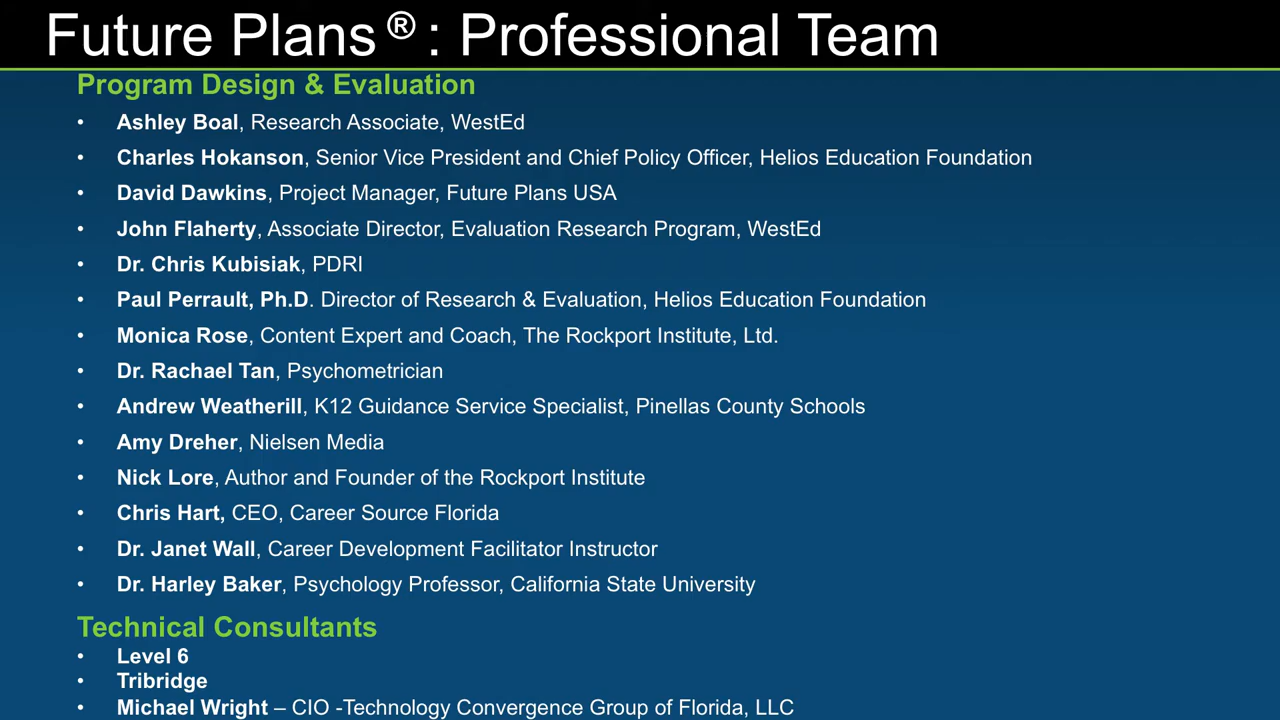 Future Plans ® : Professional Team
Program Design & Evaluation
• Ashley Boal, Research Associate, WestEd
• Charles Hokanson, Senior Vice President and Chief Policy Officer, Helios Education Foundation
• David Dawkins, Project Manager, Future Plans USA
• John Flaherty, Associate Director, Evaluation Research Program, WestEd
• Dr. Chris Kubisiak, PDRI
• Paul Perrault, Ph.D. Director of Research & Evaluation, Helios Education Foundation
• Monica Rose, Content Expert and Coach, The Rockport Institute, Ltd.
• Dr. Rachael Tan, Psychometrician
• Andrew Weatherill, K12 Guidance Service Specialist, Pinellas County Schools
• Amy Dreher, Nielsen Media
• Nick Lore, Author and Founder of the Rockport Institute
• Chris Hart, CEO, Career Source Florida
• Dr. Janet Wall, Career Development Facilitator Instructor
• Dr. Harley Baker, Psychology Professor, California State University
Technical Consultants
• Level 6
• Tribridge
• Michael Wright – CIO -Technology Convergence Group of Florida, LLC